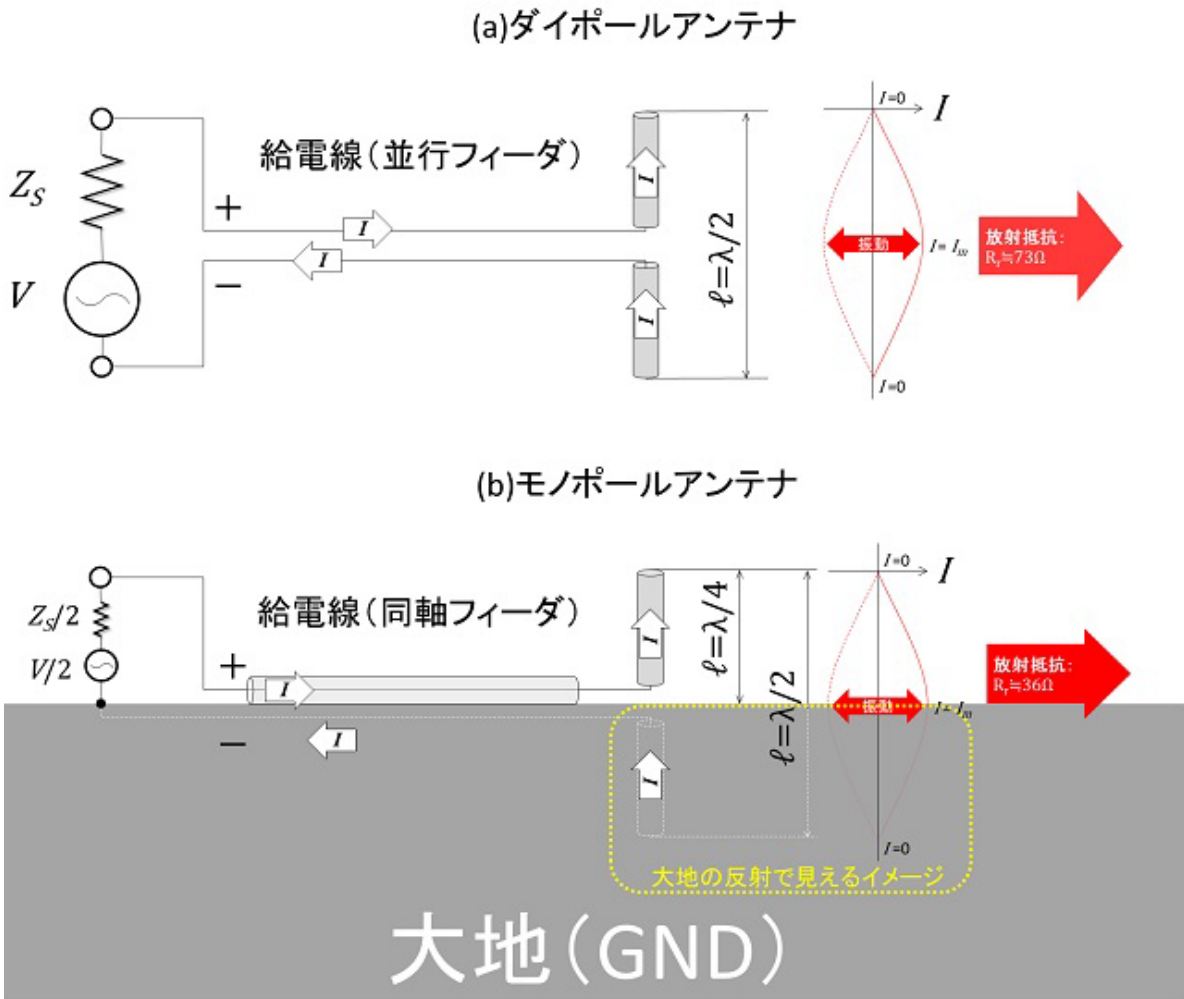 (a)ダイポールアンテナ
I=0
I
給電線（並行フィーダ）
Z_S
I
+
I
ℓ=λ/2
振動
I= I_m
放射抵抗：
R_r≒73Ω
I
V
−
I
I=0
(b)モノポールアンテナ
I=0
I
給電線（同軸フィーダ）
Z_S/2
I
ℓ=λ/4
V/2
+
I
放射抵抗：
R_r≒36Ω
振動
I= I_m
−
I
I
ℓ=λ/2
I=0
大地の反射で見えるイメージ
大地（GND）